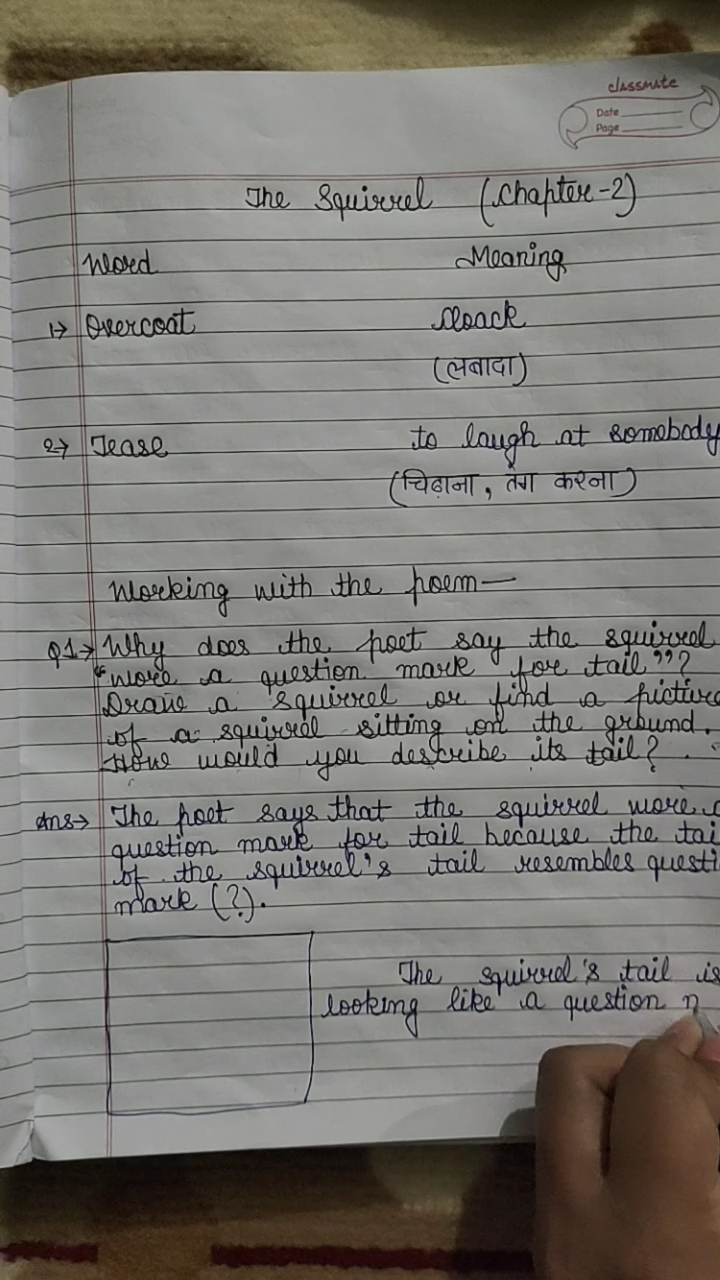 classmate
Date
Page
The Squirrel (Chapter-2)
Word Meaning
1→ Overcoat cloack
(लबादा)
2→ Tease to laugh at somebody
(चिढ़ाना, तंग करना)
Working with the poem—
Q1→ Why does the poet say the squirrel
"wore a question mark for tail"?
Draw a squirrel or find a picture
of a squirrel sitting on the ground.
How would you describe its tail?
Ans→ The poet says that the squirrel wore
question mark for tail because the tai
of the squirrel's tail resembles questi
mark (?).
The squirrel's tail is
looking like a question